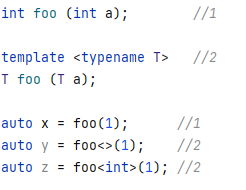 int foo (int a); //1
template <typename T> //2
T foo (T a);
auto x = foo(1); //1
auto y = foo<>(1); //2
auto z = foo<int>(1); //2